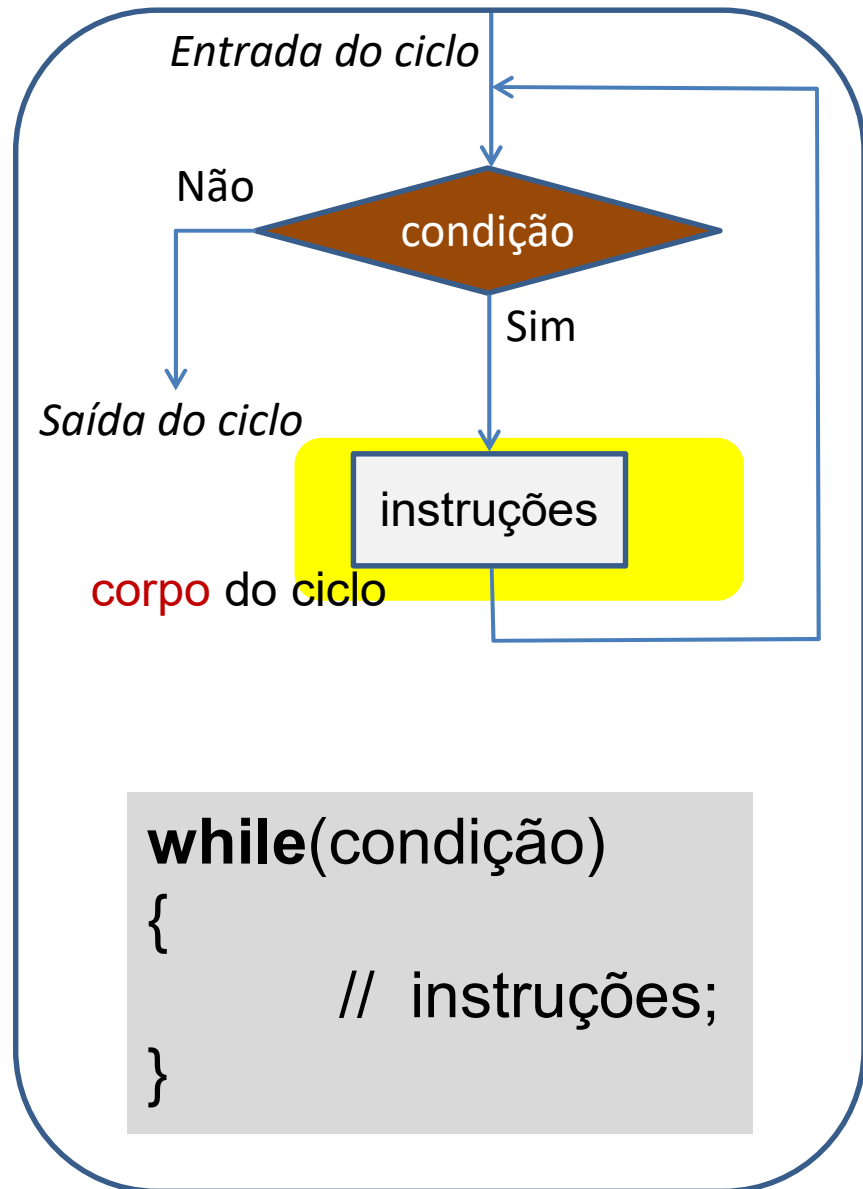 Entrada do ciclo
Não
condição
Sim
Saída do ciclo
instruções
corpo do ciclo
while(condição)
{
// instruções;
}